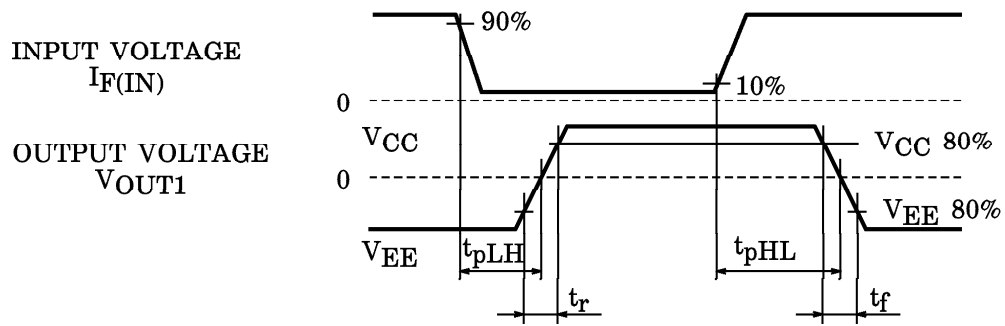 INPUT VOLTAGE
IF(IN)
90%
10%
0
OUTPUT VOLTAGE
VOUT1
VCC
VCC 80%
0
VEE 80%
VEE
tpLH
tpHL
tr
tf